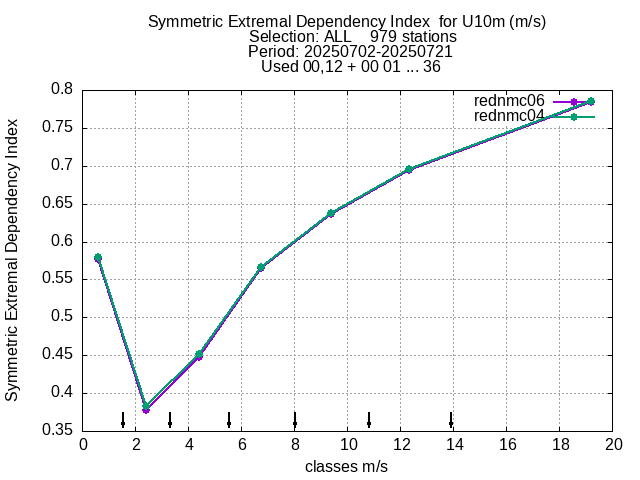 Symmetric Extremal Dependency Index  for U10m (m/s)
Selection: ALL    979 stations
Period: 20250702-20250721
Used 00,12 + 00 01 ... 36
rednmc06
rednmc04
Symmetric Extremal Dependency Index
0.8
0.75
0.7
0.65
0.6
0.55
0.5
0.45
0.4
0.35
0 2 4 6 8 10 12 14 16 18 20
classes m/s